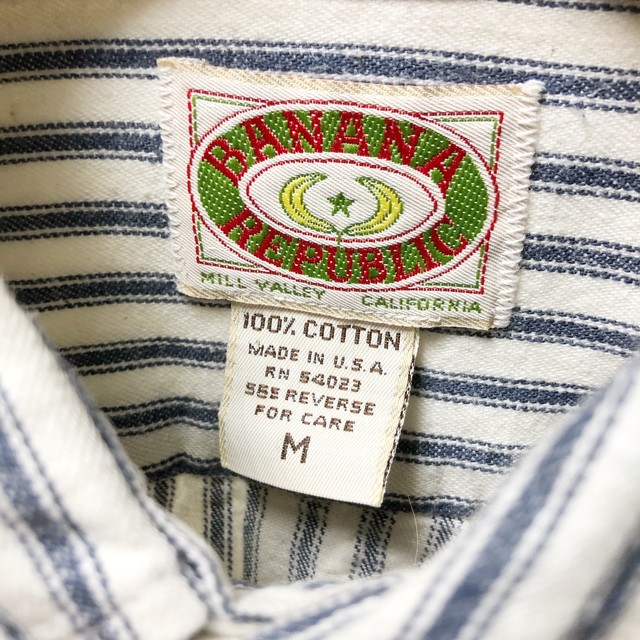 BANANA
REPUBLIC
MILL VALLEY CALIFORNIA
100% COTTON
MADE IN U.S.A.
RN 54023
SEE REVERSE
FOR CARE
M